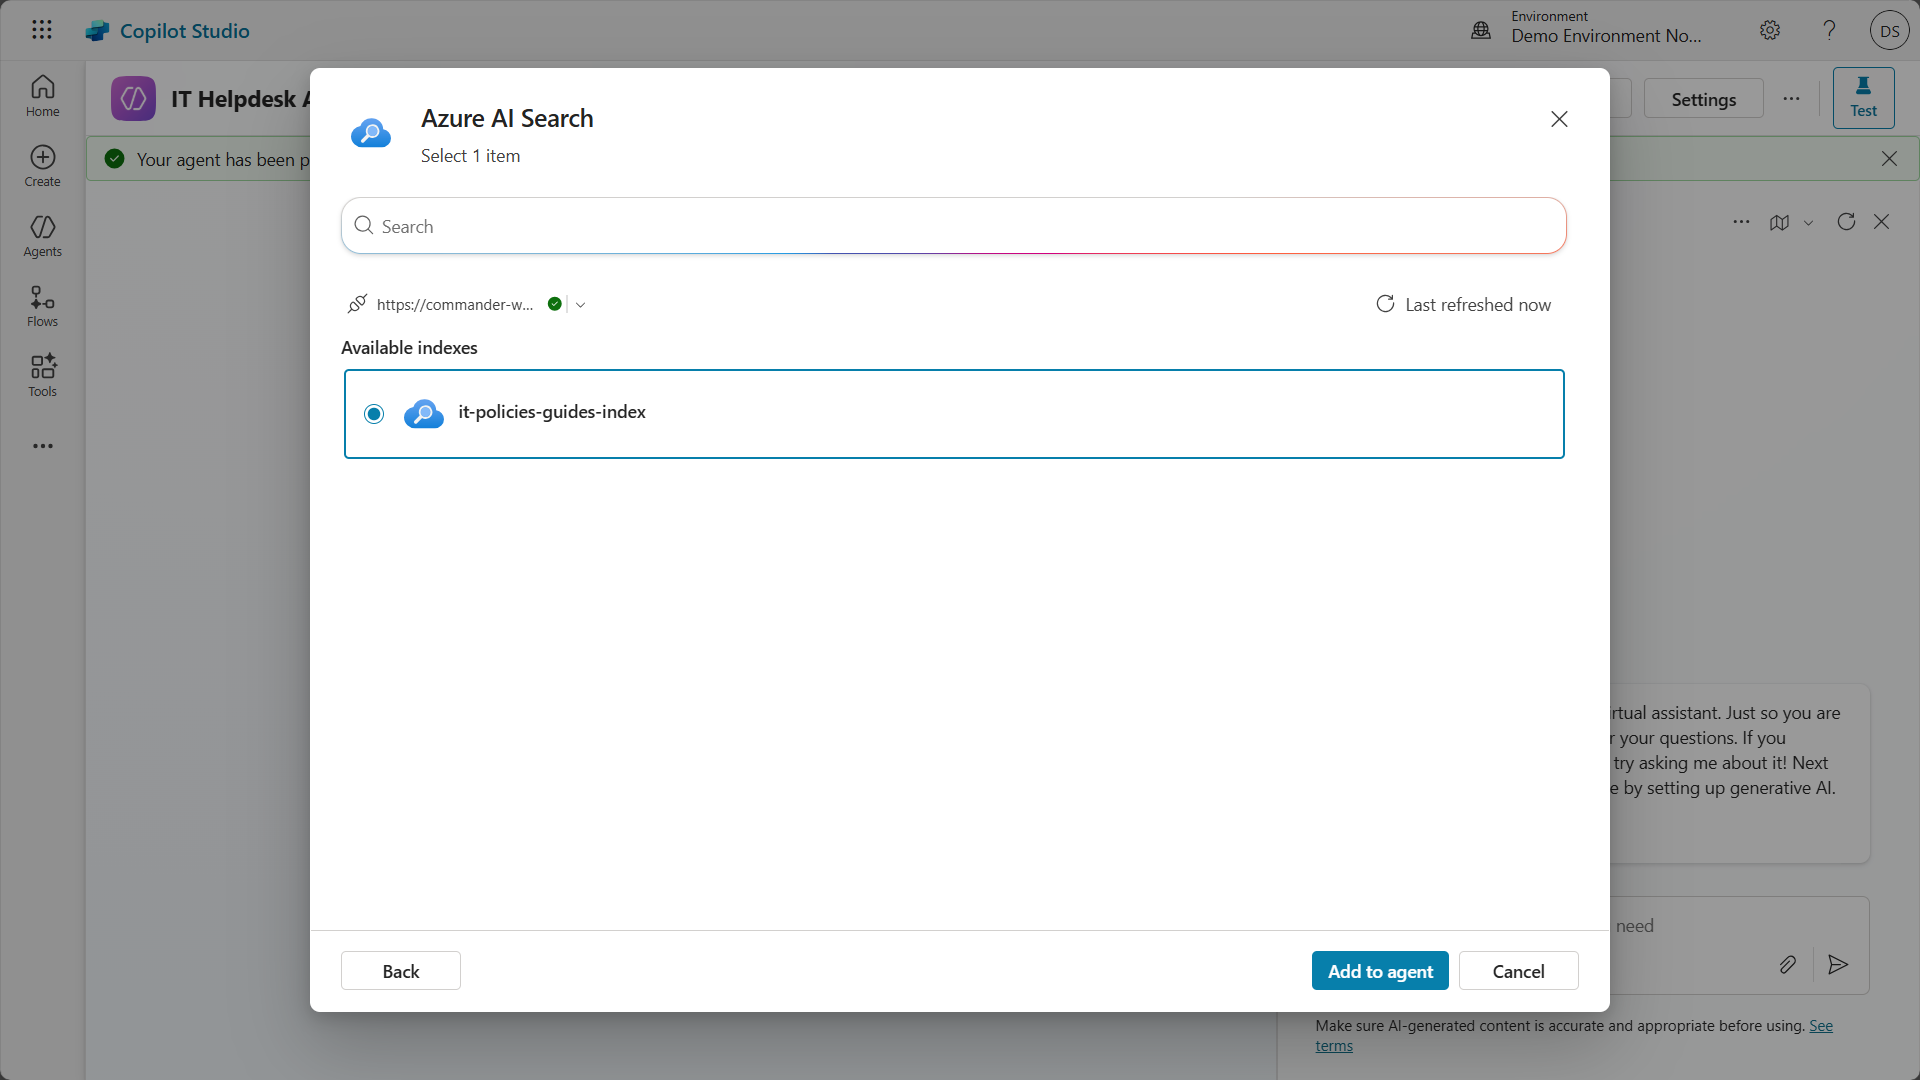 Copilot Studio
Environment
Demo Environment No...
DS
Home
Create
Agents
Flows
Tools
IT Helpdesk A
Settings
Test
Your agent has been p
Azure AI Search
Select 1 item
Search
https://commander-w...
Last refreshed now
Available indexes
it-policies-guides-index
Back
Add to agent
Cancel
rtual assistant. Just so you are
r your questions. If you
try asking me about it! Next
e by setting up generative AI.
need
Make sure AI-generated content is accurate and appropriate before using. See
terms